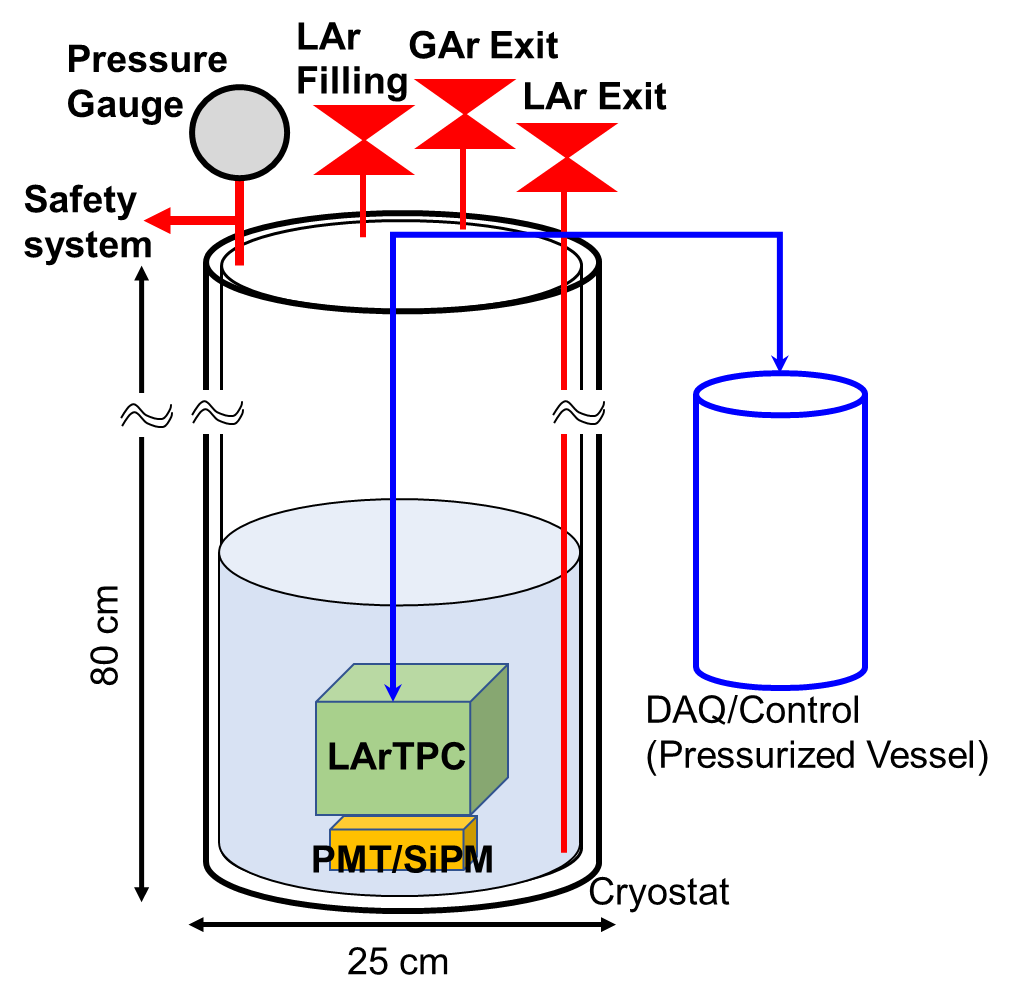 Pressure
Gauge
LAr
Filling
GAr Exit
LAr Exit
Safety
system
80 cm
LArTPC
PMT/SiPM
DAQ/Control
(Pressurized Vessel)
Cryostat
25 cm